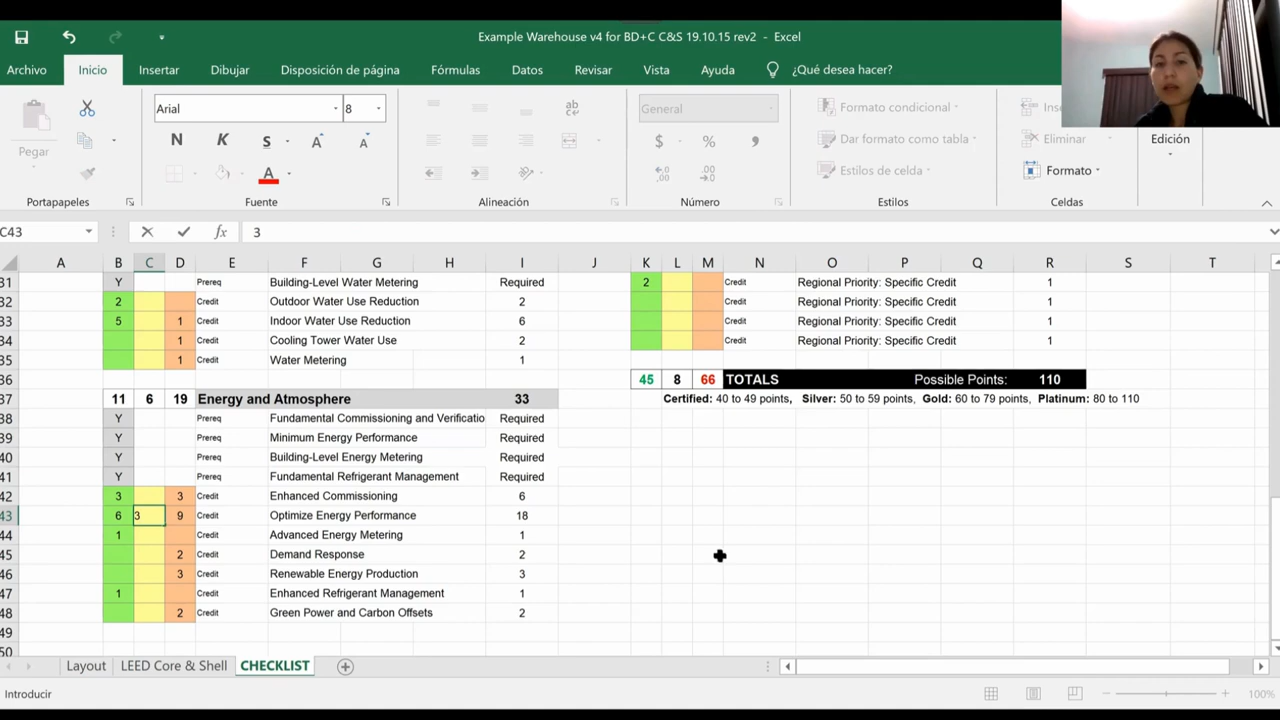 Example Warehouse v4 for BD+C C&S 19.10.15 rev2 - Excel
Archivo Inicio Insertar Dibujar Disposición de página Fórmulas Datos Revisar Vista Ayuda ¿Qué desea hacer?
Arial 8 ab General Formato condicional
Pegar N K S A A $ % Dar formato como tabla Eliminar Edición
A Estilos de celda Formato
Portapapeles Fuente Alineación Número Estilos Celdas
C43 fx 3
A B C D E F G H I J K L M N O P Q R S T
31 Y Prereq Building-Level Water Metering Required 2 Credit Regional Priority: Specific Credit 1
32 2 Credit Outdoor Water Use Reduction 2 Credit Regional Priority: Specific Credit 1
33 5 1 Credit Indoor Water Use Reduction 6 Credit Regional Priority: Specific Credit 1
34 1 Credit Cooling Tower Water Use 2 Credit Regional Priority: Specific Credit 1
35 1 Credit Water Metering 1
36 45 8 66 TOTALS Possible Points: 110
37 11 6 19 Energy and Atmosphere 33 Certified: 40 to 49 points, Silver: 50 to 59 points, Gold: 60 to 79 points, Platinum: 80 to 110
38 Y Prereq Fundamental Commissioning and Verificatio Required
39 Y Prereq Minimum Energy Performance Required
40 Y Prereq Building-Level Energy Metering Required
41 Y Prereq Fundamental Refrigerant Management Required
42 3 3 Credit Enhanced Commissioning 6
43 6 3 9 Credit Optimize Energy Performance 18
44 1 Credit Advanced Energy Metering 1
45 2 Credit Demand Response 2
46 3 Credit Renewable Energy Production 3
47 1 Credit Enhanced Refrigerant Management 1
48 2 Credit Green Power and Carbon Offsets 2
49
50
Layout LEED Core & Shell CHECKLIST
Introducir 100%